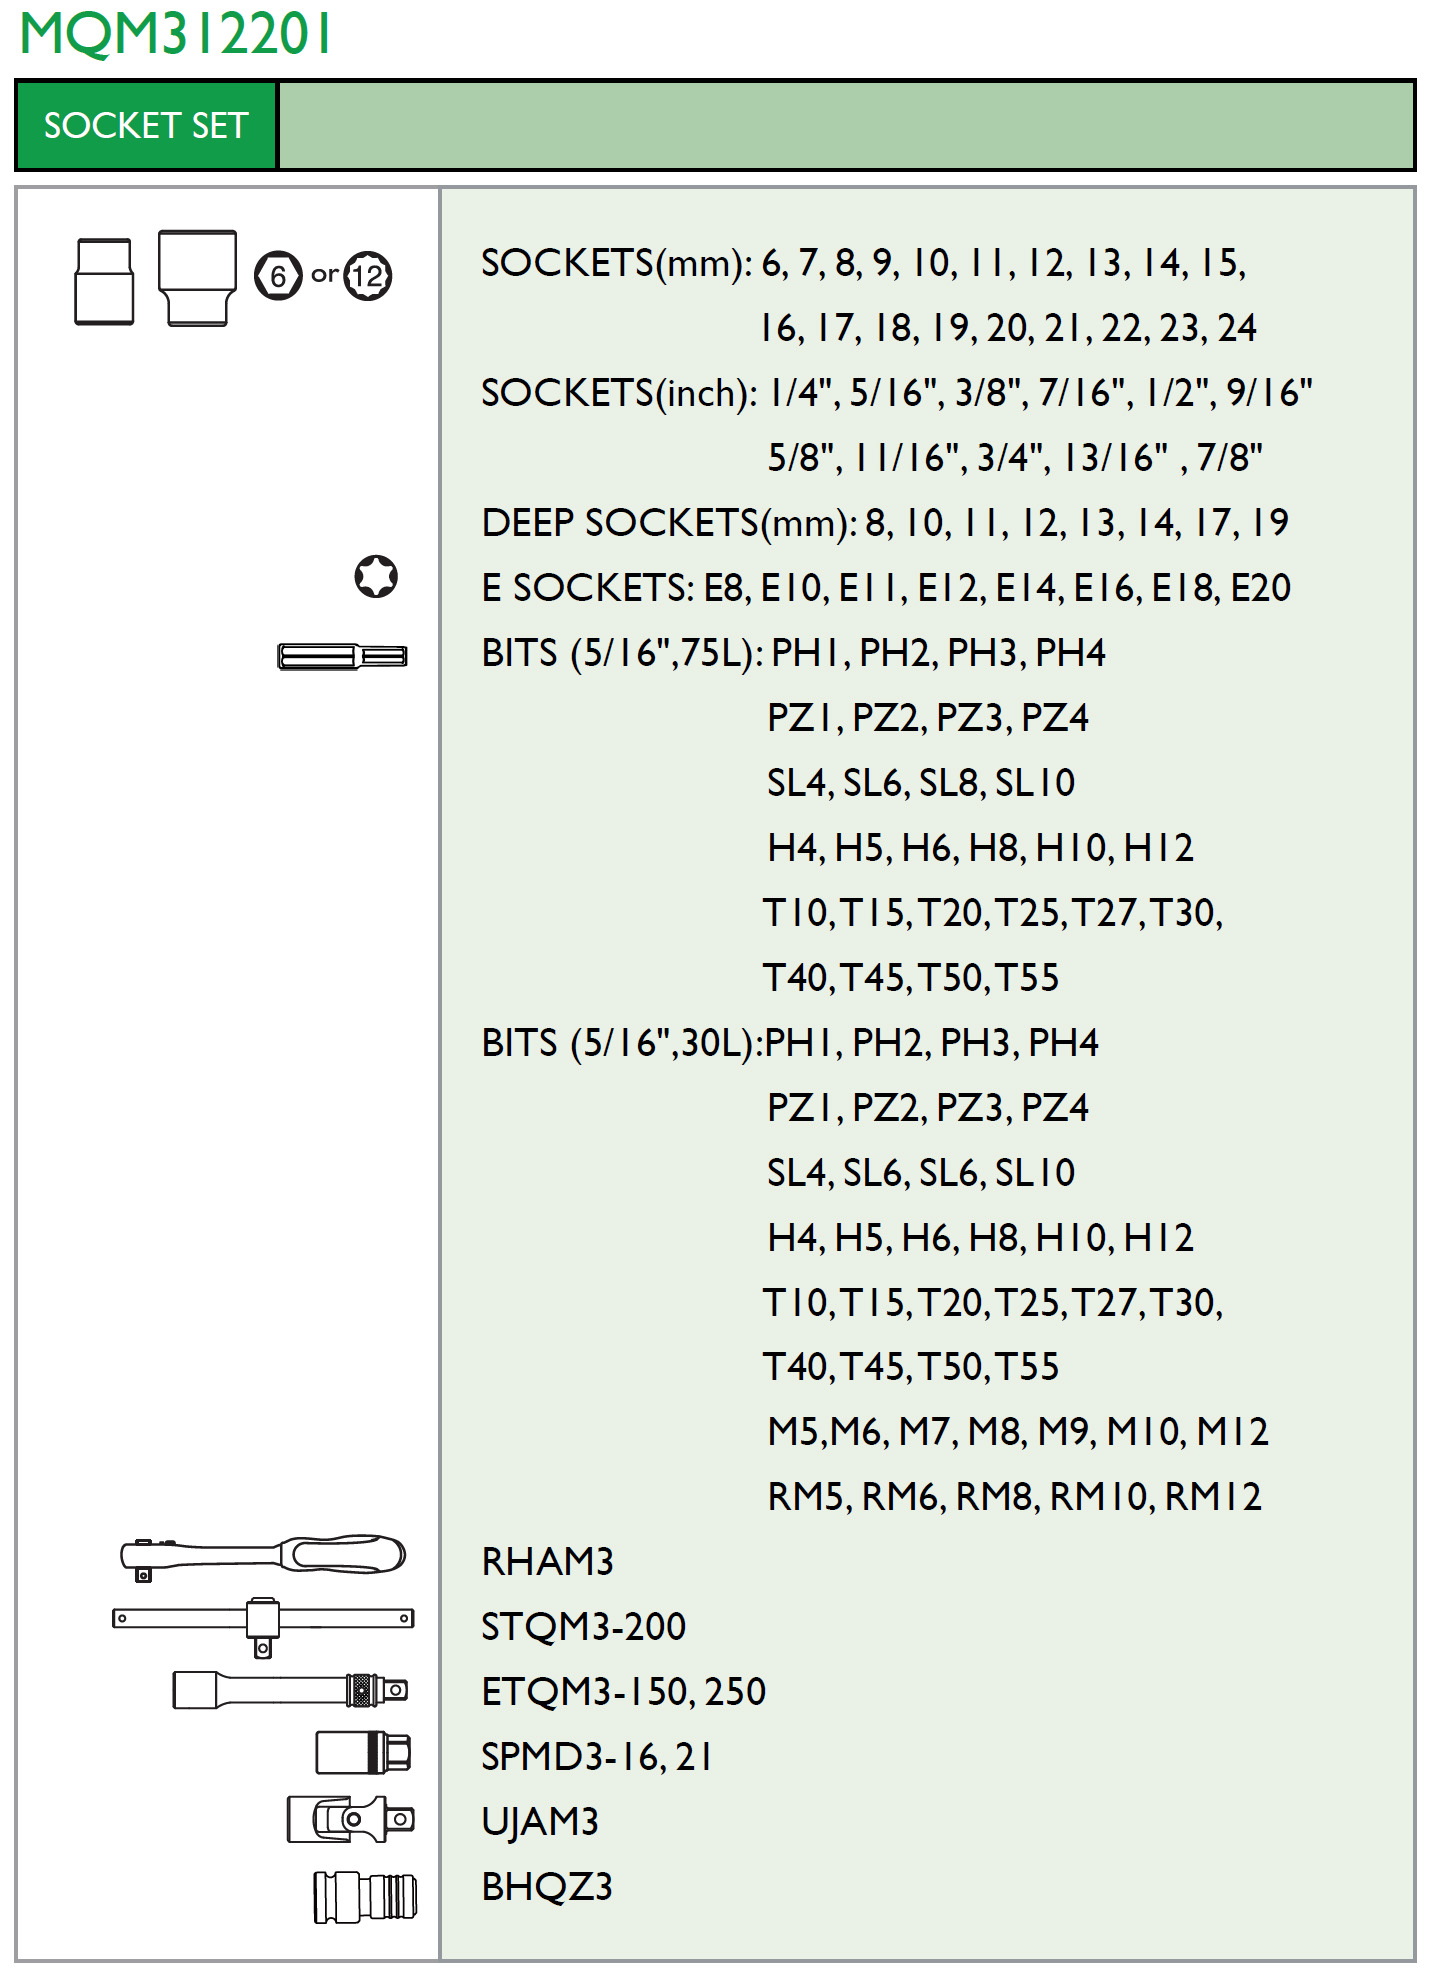 MQM312201
SOCKET SET
6 or 12
SOCKETS(mm): 6, 7, 8, 9, 10, 11, 12, 13, 14, 15,
16, 17, 18, 19, 20, 21, 22, 23, 24
SOCKETS(inch): 1/4", 5/16", 3/8", 7/16", 1/2", 9/16"
5/8", 11/16", 3/4", 13/16" , 7/8"
DEEP SOCKETS(mm): 8, 10, 11, 12, 13, 14, 17, 19
E SOCKETS: E8, E10, E11, E12, E14, E16, E18, E20
BITS (5/16",75L): PH1, PH2, PH3, PH4
PZ1, PZ2, PZ3, PZ4
SL4, SL6, SL8, SL10
H4, H5, H6, H8, H10, H12
T10, T15, T20, T25, T27, T30,
T40, T45, T50, T55
BITS (5/16",30L):PH1, PH2, PH3, PH4
PZ1, PZ2, PZ3, PZ4
SL4, SL6, SL6, SL10
H4, H5, H6, H8, H10, H12
T10, T15, T20, T25, T27, T30,
T40, T45, T50, T55
M5,M6, M7, M8, M9, M10, M12
RM5, RM6, RM8, RM10, RM12
RHAM3
STQM3-200
ETQM3-150, 250
SPMD3-16, 21
UJAM3
BHQZ3